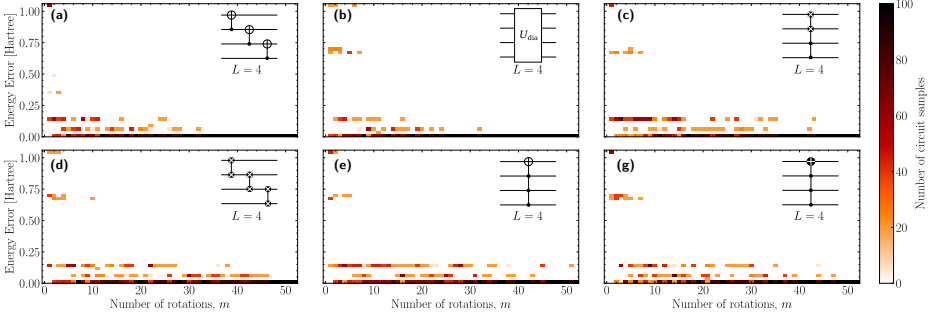 (a)
L = 4
(b)
U_dia
L = 4
(c)
L = 4
Energy Error [Hartree]
1.00
0.75
0.50
0.25
0.00
(d)
L = 4
(e)
L = 4
(g)
L = 4
Energy Error [Hartree]
1.00
0.75
0.50
0.25
0.00
0 10 20 30 40 50
Number of rotations, m
0 10 20 30 40 50
Number of rotations, m
0 10 20 30 40 50
Number of rotations, m
100
80
60
40
20
0
Number of circuit samples